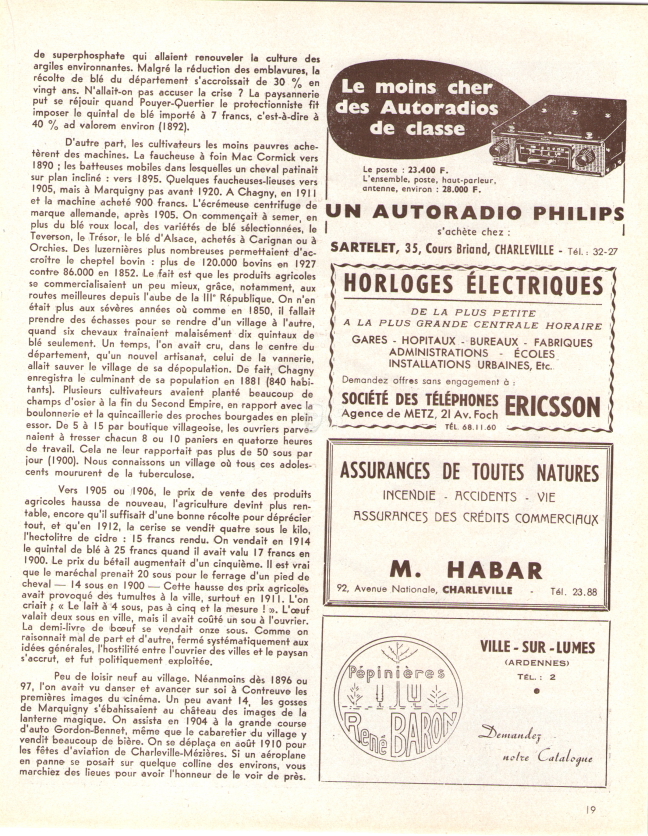 de superphosphate qui allaient renouveler la culture des
argiles environnantes. Malgré la réduction des emblavures, la
récolte de blé du département s'accroissait de 30 % en
vingt ans. N'allait-on pas accuser la crise ? La paysannerie
put se réjouir quand Pouyer-Quertier le protectionniste fit
imposer le quintal de blé importé à 7 francs, c'est-à-dire à
40 % ad valorem environ (1892).
D'autre part, les cultivateurs les moins pauvres ache-
tèrent des machines. La faucheuse à foin Mac Cormick vers
1890 ; les batteuses mobiles dans lesquelles un cheval patinait
sur plan incliné : vers 1895. Quelques faucheuses-lieuses vers
1905, mais à Marquigny pas avant 1920. A Chagny, en 1911
et la machine acheté 900 francs. L'écrémeuse centrifuge de
marque allemande, après 1905. On commençait à semer, en
plus du blé roux local, des variétés de blé sélectionnées, le
Teverson, le Trésor, le blé d'Alsace, achetés à Carignan ou à
Orchies. Des luzernières plus nombreuses permettaient d'ac-
croître le cheptel bovin : plus de 120.000 bovins en 1927
contre 86.000 en 1852. Le fait est que les produits agricoles
se commercialisaient un peu mieux, grâce, notamment, aux
routes meilleures depuis l'aube de la IIIe République. On n'en
était plus aux sévères années où comme en 1850, il fallait
prendre des échasses pour se rendre d'un village à l'autre,
quand six chevaux traînaient malaisément dix quintaux de
blé seulement. Un temps, l'on avait cru, dans le centre du
département, qu'un nouvel artisanat, celui de la vannerie,
allait sauver le village de sa dépopulation. De fait, Chagny
enregistra le culminant de sa population en 1881 (840 habi-
tants). Plusieurs cultivateurs avaient planté beaucoup de
champs d'osier à la fin du Second Empire, en rapport avec la
boulonnerie et la quincaillerie des proches bourgades en plein
essor. De 5 à 15 par boutique villageoise, les ouvriers parve-
naient à tresser chacun 8 ou 10 paniers en quatorze heures
de travail. Cela ne leur rapportait pas plus de 50 sous par
jour (1900). Nous connaissons un village où tous ces adoles-
cents moururent de la tuberculose.
Vers 1905 ou 1906, le prix de vente des produits
agricoles haussa de nouveau, l'agriculture devint plus ren-
table, encore qu'il suffisait d'une bonne récolte pour déprécier
tout, et qu'en 1912, la cerise se vendit quatre sous le kilo,
l'hectolitre de cidre : 15 francs rendu. On vendait en 1914
le quintal de blé à 25 francs quand il avait valu 17 francs en
1900. Le prix du bétail augmentait d'un cinquième. Il est vrai
que le maréchal prenait 20 sous pour le ferrage d'un pied de
cheval — 14 sous en 1900 — Cette hausse des prix agricoles
avait provoqué des tumultes à la ville, surtout en 1911. L'on
criait ; « Le lait à 4 sous, pas à cinq et la mesure ! ». L'œuf
valait deux sous en ville, mais il avait coûté un sou à l'ouvrier.
La demi-livre de bœuf se vendait onze sous. Comme on
raisonnait mal de part et d'autre, fermé systématiquement aux
idées générales, l'hostilité entre l'ouvrier des villes et le paysan
s'accrut, et fut politiquement exploitée.
Peu de loisir neuf au village. Néanmoins dès 1896 ou
97, l'on avait vu danser et avancer sur soi à Contreuve les
premières images du cinéma. Un peu avant 14, les gosses
de Marquigny s'ébahissaient au château des images de la
lanterne magique. On assista en 1904 à la grande course
d'auto Gordon-Bennet, même que le cabaretier du village y
vendit beaucoup de bière. On se déplaça en août 1910 pour
les fêtes d'aviation de Charleville-Mézières. Si un aéroplane
en panne se posait sur quelque colline des environs, vous
marchiez des lieues pour avoir l'honneur de le voir de près.
Le moins cher
des Autoradios
de classe
Le poste : 23.400 F.
L'ensemble, poste, haut-parleur,
antenne, environ : 28.000 F.
UN AUTORADIO PHILIPS
s'achète chez :
SARTELET, 35, Cours Briand, CHARLEVILLE - Tél. : 32-27
HORLOGES ÉLECTRIQUES
DE LA PLUS PETITE
A LA PLUS GRANDE CENTRALE HORAIRE
GARES - HOPITAUX - BUREAUX - FABRIQUES
ADMINISTRATIONS - ÉCOLES
INSTALLATIONS URBAINES, Etc.
Demandez offres sans engagement à :
SOCIÉTÉ DES TÉLÉPHONES ERICSSON
Agence de METZ, 21 Av. Foch
TÉL. 68.11.60
ASSURANCES DE TOUTES NATURES
INCENDIE - ACCIDENTS - VIE
ASSURANCES DES CRÉDITS COMMERCIAUX
M. HABAR
92, Avenue Nationale, CHARLEVILLE - Tél. 23.88
Pépinières
René BARON
VILLE-SUR-LUMES
(ARDENNES)
TÉL. : 2
Demandez
notre Catalogue
19